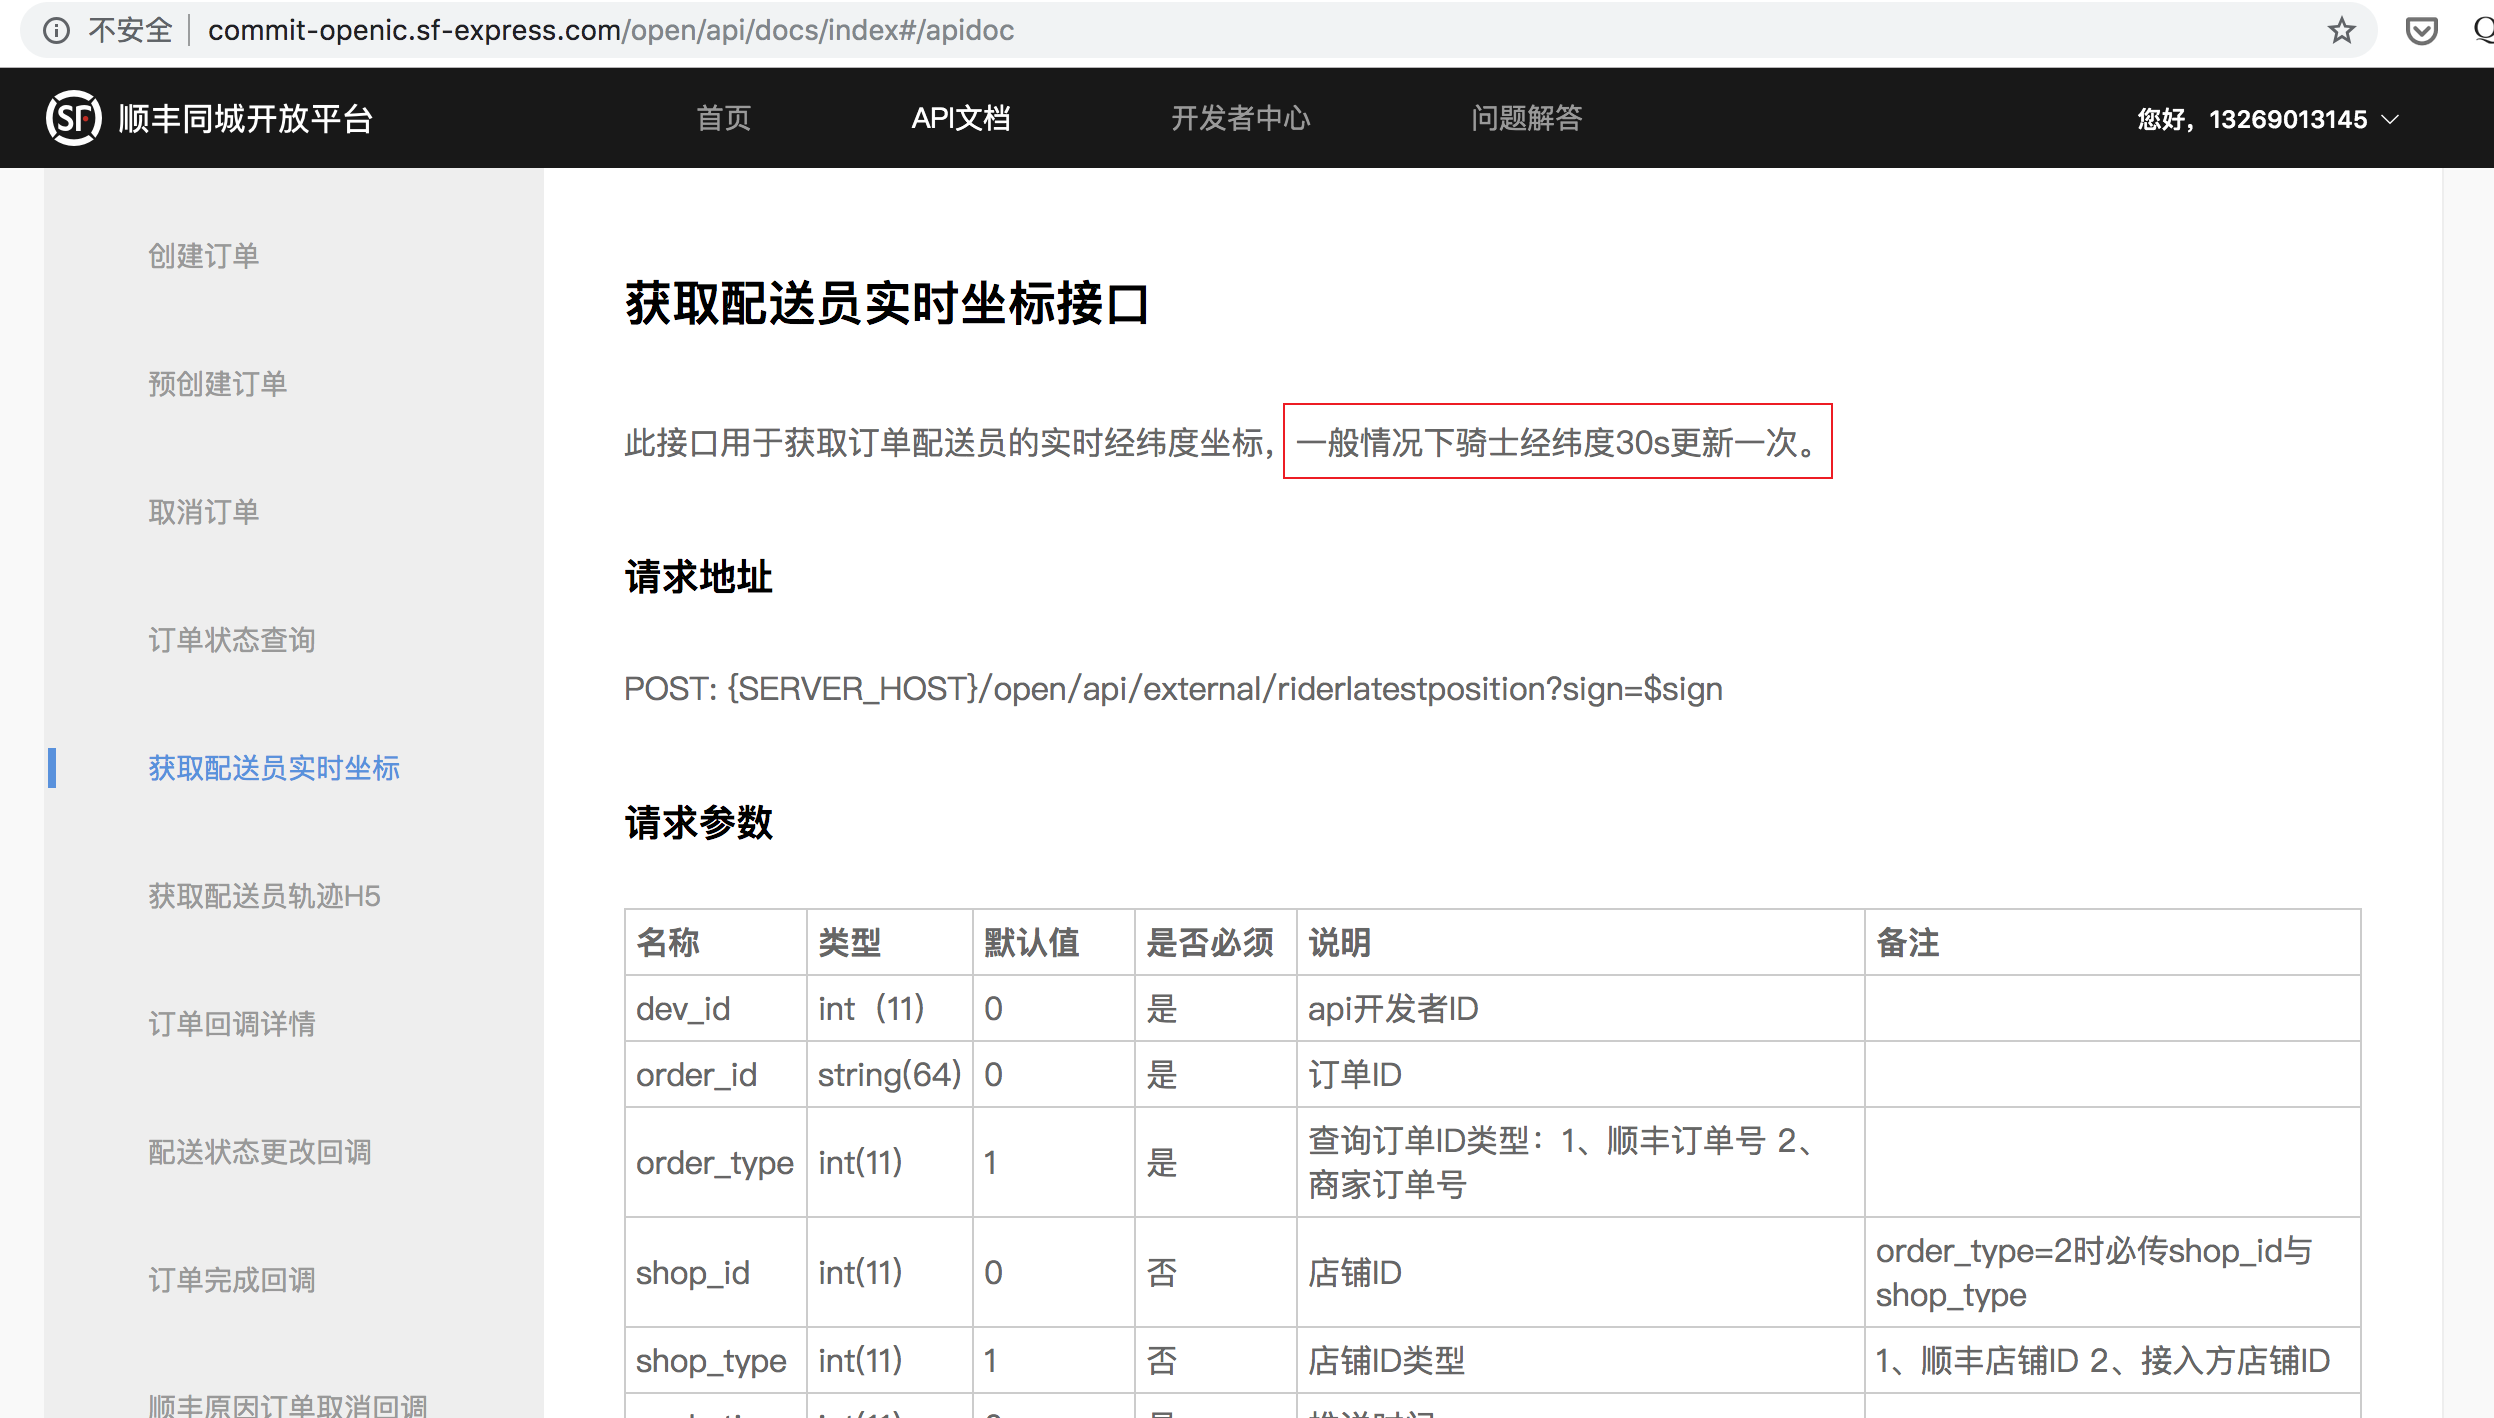 不安全 commit-openic.sf-express.com/open/api/docs/index#/apidoc
SF 顺丰同城开放平台 首页 API文档 开发者中心 问题解答 您好，13269013145
创建订单
预创建订单
取消订单
订单状态查询
获取配送员实时坐标
获取配送员轨迹H5
订单回调详情
配送状态更改回调
订单完成回调
顺丰原因订单取消回调
获取配送员实时坐标接口
此接口用于获取订单配送员的实时经纬度坐标，一般情况下骑士经纬度30s更新一次。
请求地址
POST: {SERVER_HOST}/open/api/external/riderlatestposition?sign=$sign
请求参数
名称 类型 默认值 是否必须 说明 备注
dev_id int（11） 0 是 api开发者ID
order_id string(64) 0 是 订单ID
order_type int(11) 1 是 查询订单ID类型：1、顺丰订单号 2、
商家订单号
shop_id int(11) 0 否 店铺ID order_type=2时必传shop_id与
shop_type
shop_type int(11) 1 否 店铺ID类型 1、顺丰店铺ID 2、接入方店铺ID